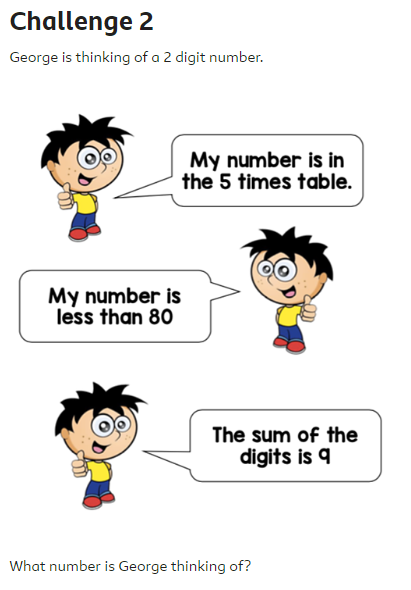 Challenge 2
George is thinking of a 2 digit number.
My number is in
the 5 times table.
My number is
less than 80
The sum of the
digits is 9
What number is George thinking of?